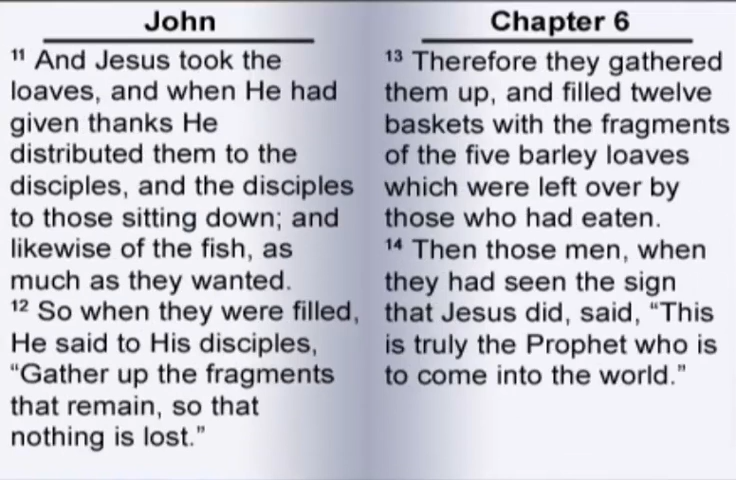 John
¹¹ And Jesus took the
loaves, and when He had
given thanks He
distributed them to the
disciples, and the disciples
to those sitting down; and
likewise of the fish, as
much as they wanted.
¹² So when they were filled,
He said to His disciples,
“Gather up the fragments
that remain, so that
nothing is lost.”
Chapter 6
¹³ Therefore they gathered
them up, and filled twelve
baskets with the fragments
of the five barley loaves
which were left over by
those who had eaten.
¹⁴ Then those men, when
they had seen the sign
that Jesus did, said, “This
is truly the Prophet who is
to come into the world.”